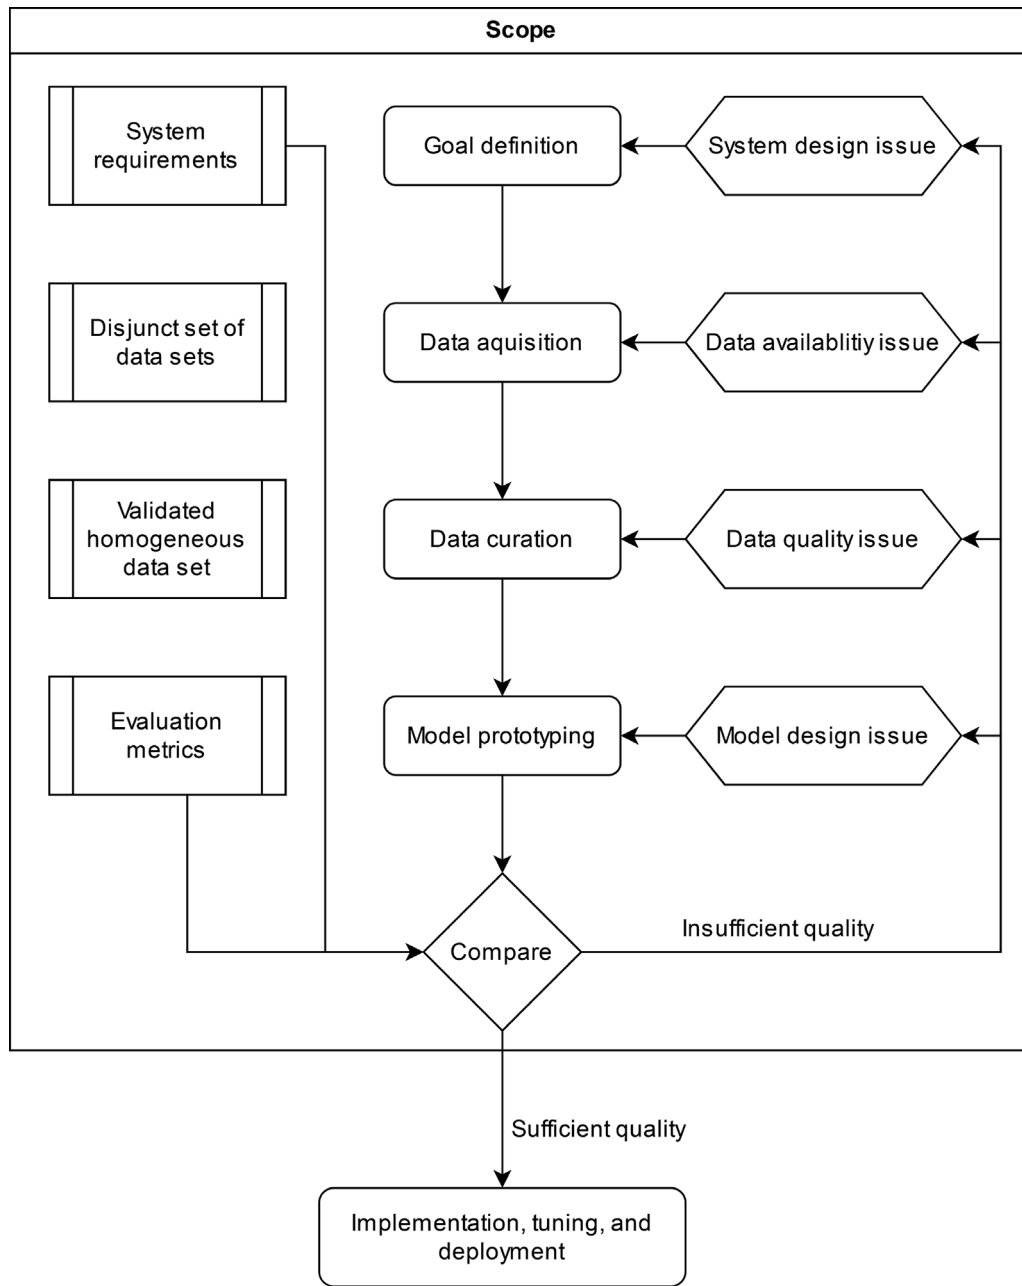 Scope
System
requirements
Goal definition
System design issue
Disjunct set of
data sets
Data aquisition
Data availablitiy issue
Validated
homogeneous
data set
Data curation
Data quality issue
Evaluation
metrics
Model prototyping
Model design issue
Compare
Insufficient quality
Sufficient quality
Implementation, tuning, and
deployment